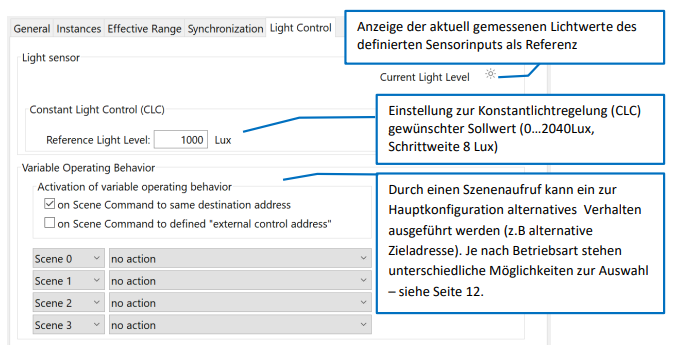 General Instances Effective Range Synchronization Light Control
Anzeige der aktuell gemessenen Lichtwerte des
definierten Sensorinputs als Referenz
Light sensor
Current Light Level
Constant Light Control (CLC)
Reference Light Level: 1000 Lux
Einstellung zur Konstantlichtregelung (CLC)
gewünschter Sollwert (0...2040Lux,
Schrittweite 8 Lux)
Variable Operating Behavior
Activation of variable operating behavior
on Scene Command to same destination address
on Scene Command to defined "external control address"
Durch einen Szenenaufruf kann ein zur
Hauptkonfiguration alternatives Verhalten
ausgeführt werden (z.B alternative
Zieladresse). Je nach Betriebsart stehen
unterschiedliche Möglichkeiten zur Auswahl
– siehe Seite 12.
Scene 0 no action
Scene 1 no action
Scene 2 no action
Scene 3 no action